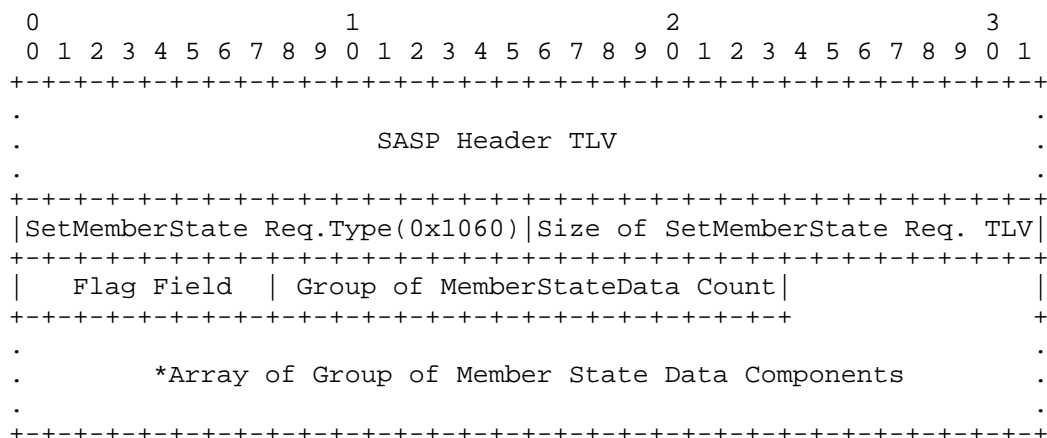 0                   1                   2                   3
 0 1 2 3 4 5 6 7 8 9 0 1 2 3 4 5 6 7 8 9 0 1 2 3 4 5 6 7 8 9 0 1
+-+-+-+-+-+-+-+-+-+-+-+-+-+-+-+-+-+-+-+-+-+-+-+-+-+-+-+-+-+-+-+-+
.                                                               .
.                      SASP Header TLV                          .
.                                                               .
+-+-+-+-+-+-+-+-+-+-+-+-+-+-+-+-+-+-+-+-+-+-+-+-+-+-+-+-+-+-+-+-+
|SetMemberState Req.Type(0x1060)|Size of SetMemberState Req. TLV|
+-+-+-+-+-+-+-+-+-+-+-+-+-+-+-+-+-+-+-+-+-+-+-+-+-+-+-+-+-+-+-+-+
|   Flag Field  | Group of MemberStateData Count|               |
+-+-+-+-+-+-+-+-+-+-+-+-+-+-+-+-+-+-+-+-+-+-+-+-+               +
.                                                               .
.        *Array of Group of Member State Data Components        .
.                                                               .
+-+-+-+-+-+-+-+-+-+-+-+-+-+-+-+-+-+-+-+-+-+-+-+-+-+-+-+-+-+-+-+-+